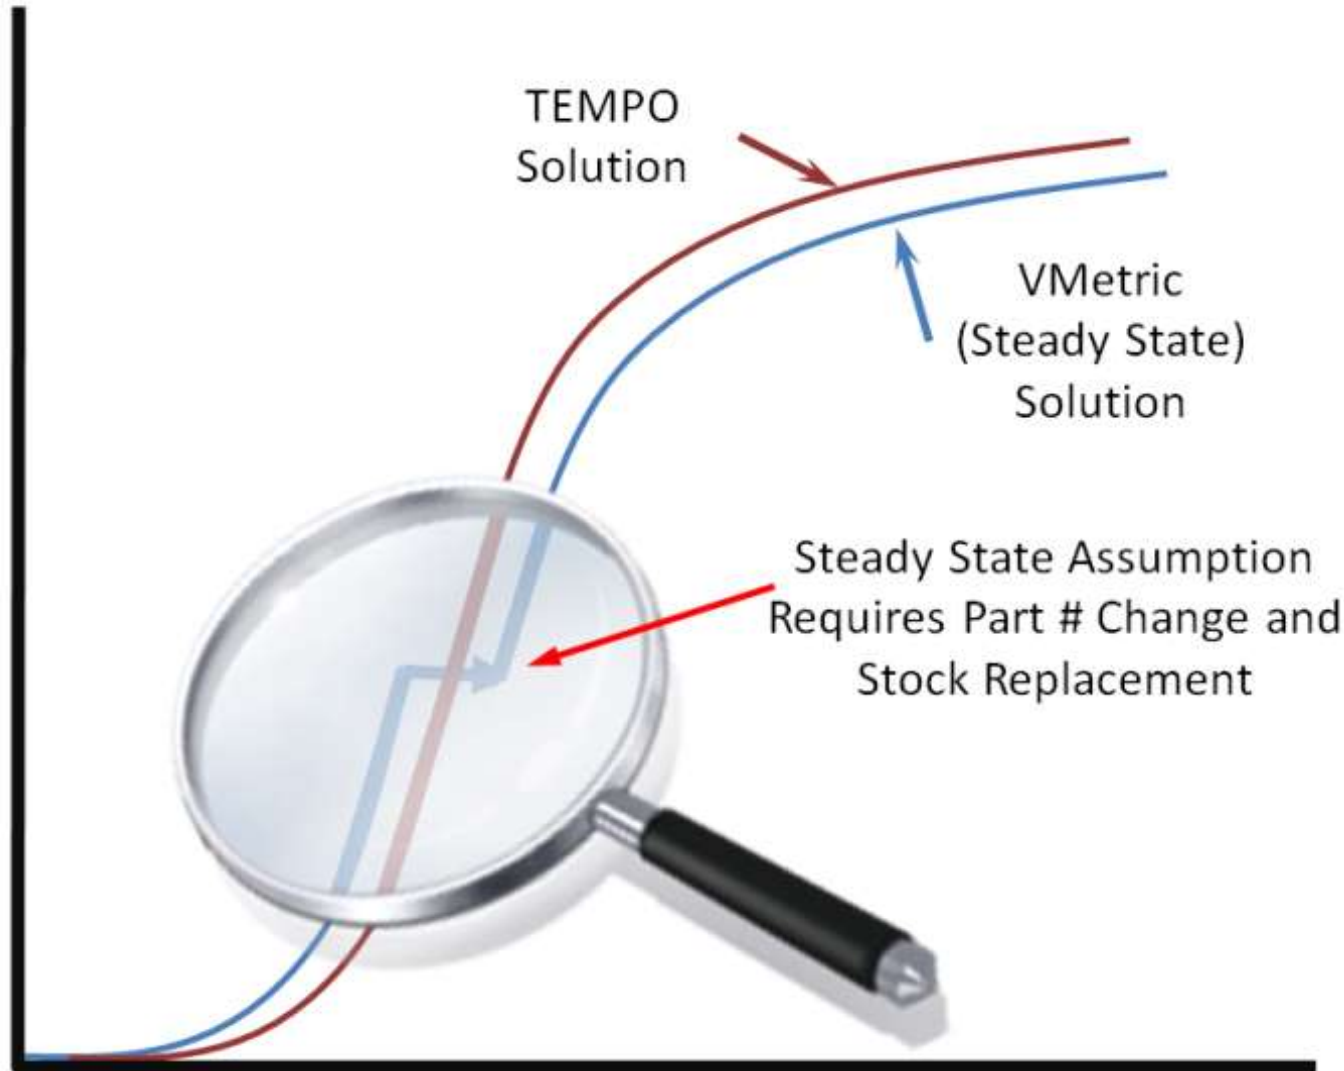 TEMPO
Solution
VMetric
(Steady State)
Solution
Steady State Assumption
Requires Part # Change and
Stock Replacement